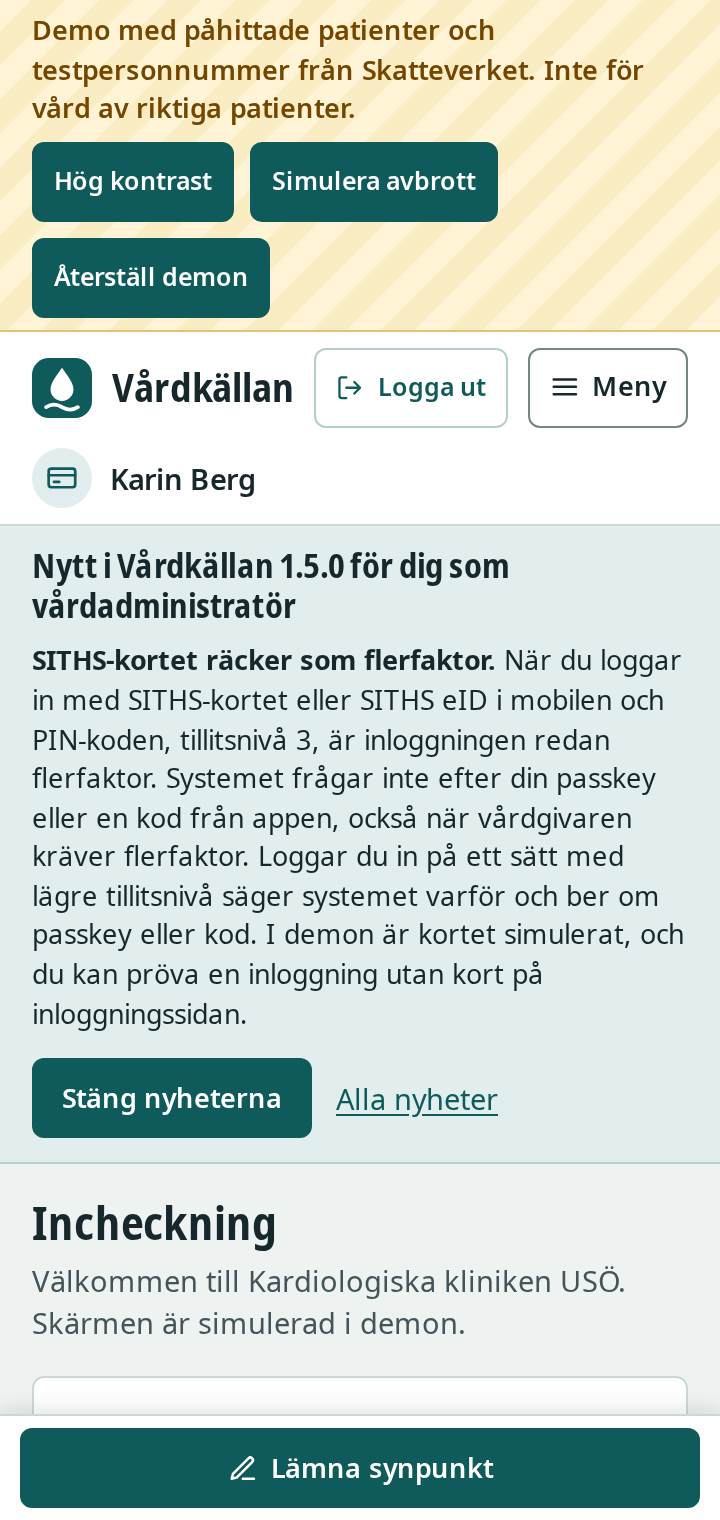 Demo med påhittade patienter och
testpersonnummer från Skatteverket. Inte för
vård av riktiga patienter.
Hög kontrast
Simulera avbrott
Återställ demon
Vårdkällan
Logga ut
Meny
Karin Berg
Nytt i Vårdkällan 1.5.0 för dig som
vårdadministratör
SITHS-kortet räcker som flerfaktor. När du loggar
in med SITHS-kortet eller SITHS eID i mobilen och
PIN-koden, tillitsnivå 3, är inloggningen redan
flerfaktor. Systemet frågar inte efter din passkey
eller en kod från appen, också när vårdgivaren
kräver flerfaktor. Loggar du in på ett sätt med
lägre tillitsnivå säger systemet varför och ber om
passkey eller kod. I demon är kortet simulerat, och
du kan pröva en inloggning utan kort på
inloggningssidan.
Stäng nyheterna
Alla nyheter
Incheckning
Välkommen till Kardiologiska kliniken USÖ.
Skärmen är simulerad i demon.
Lämna synpunkt